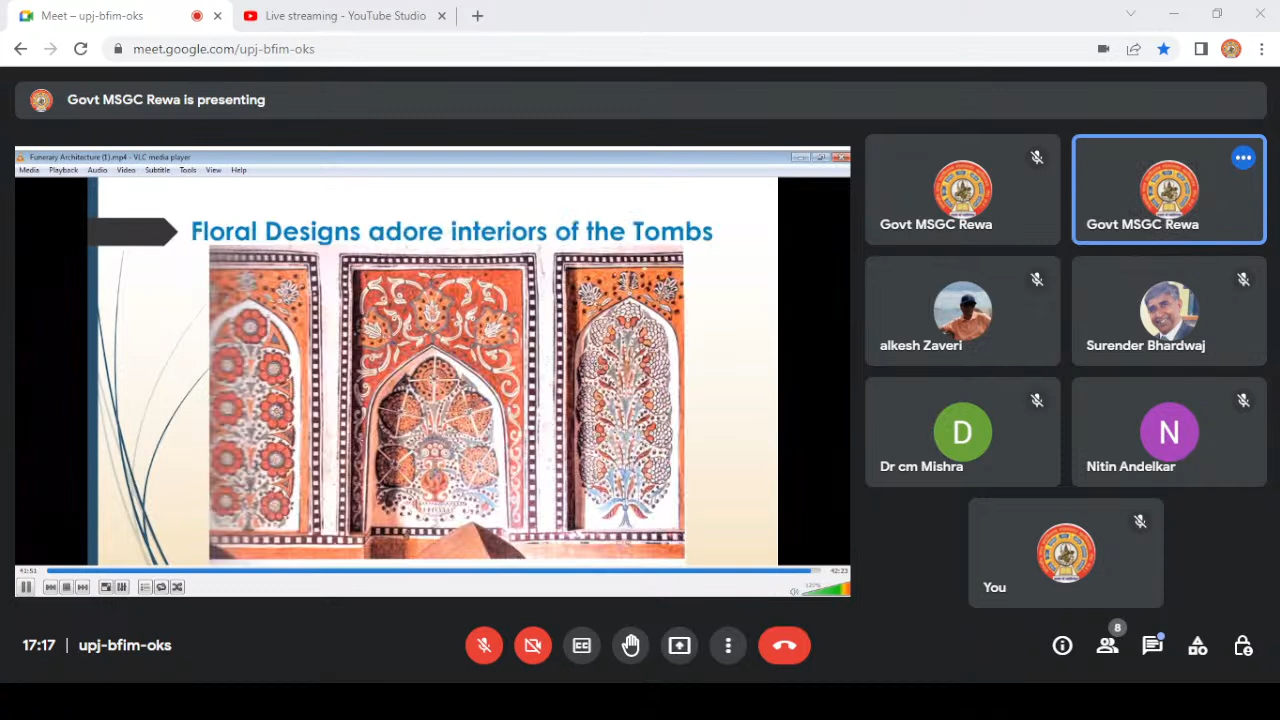 Meet – upj-bfim-oks
Live streaming - YouTube Studio
meet.google.com/upj-bfim-oks
Govt MSGC Rewa is presenting
Funerary Architecture (1).mp4 - VLC media player
Media Playback Audio Video Subtitle Tools View Help
Floral Designs adore interiors of the Tombs
41:51
42:23
120%
Govt MSGC Rewa
Govt MSGC Rewa
alkesh Zaveri
Surender Bhardwaj
D
N
Dr cm Mishra
Nitin Andelkar
You
17:17 | upj-bfim-oks
CC
8